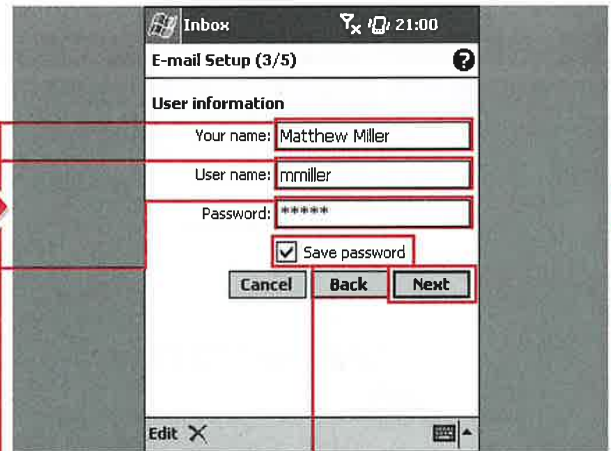 Inbox 21:00
E-mail Setup (3/5)
User information
Your name: Matthew Miller
User name: mmiller
Password: *****
Save password
Cancel Back Next
Edit